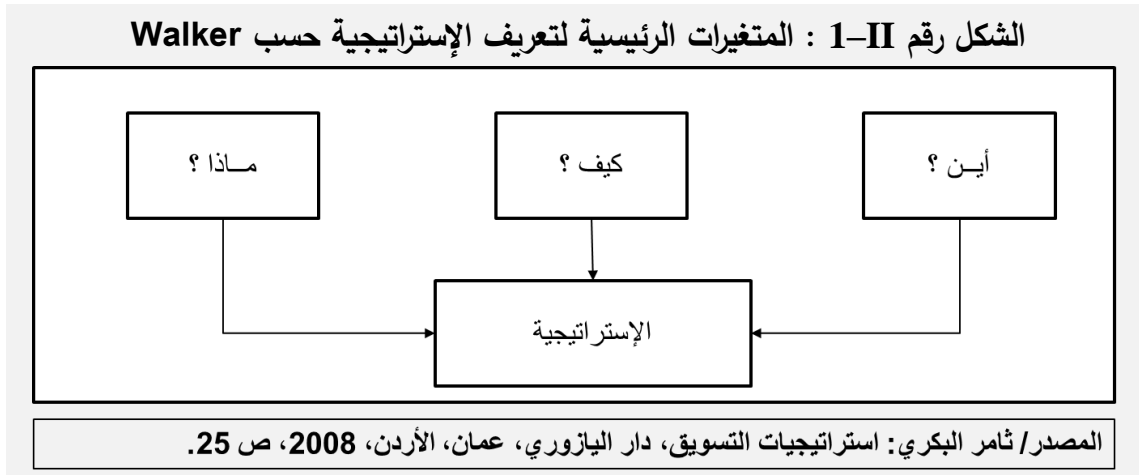 الشكل رقم II–1 : المتغيرات الرئيسية لتعريف الإستراتيجية حسب Walker
أيــن ؟
كيف ؟
مــاذا ؟
الإستراتيجية
المصدر/ ثامر البكري: استراتيجيات التسويق، دار اليازوري، عمان، الأردن، 2008، ص 25.